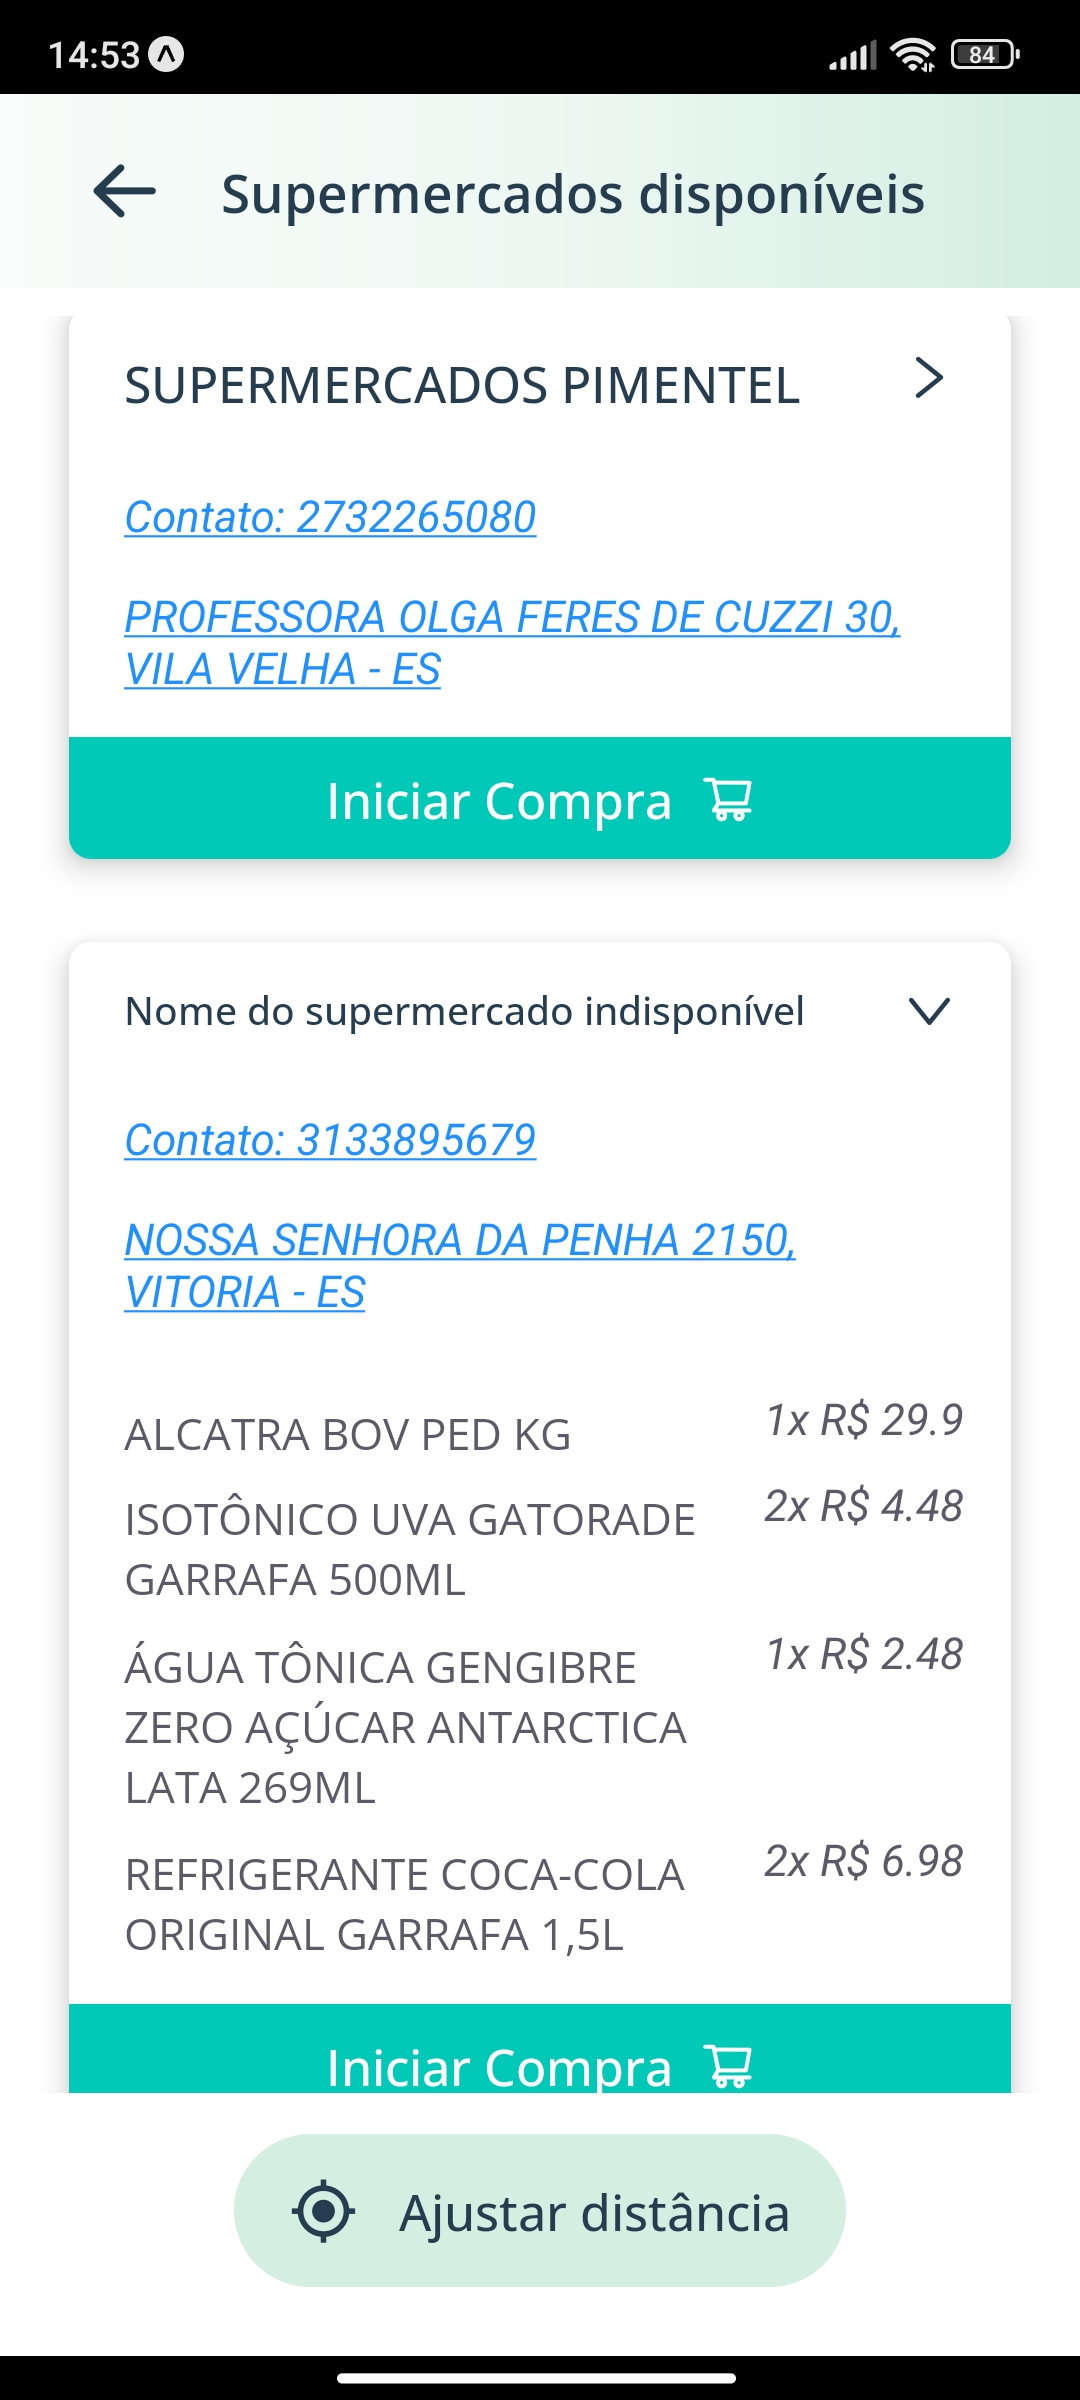 14:53
84
Supermercados disponíveis
SUPERMERCADOS PIMENTEL
Contato: 2732265080
PROFESSORA OLGA FERES DE CUZZI 30,
VILA VELHA - ES
Iniciar Compra
Nome do supermercado indisponível
Contato: 3133895679
NOSSA SENHORA DA PENHA 2150,
VITORIA - ES
ALCATRA BOV PED KG 1x R$ 29.9
ISOTÔNICO UVA GATORADE 2x R$ 4.48
GARRAFA 500ML
ÁGUA TÔNICA GENGIBRE 1x R$ 2.48
ZERO AÇÚCAR ANTARCTICA
LATA 269ML
REFRIGERANTE COCA-COLA 2x R$ 6.98
ORIGINAL GARRAFA 1,5L
Iniciar Compra
Ajustar distância